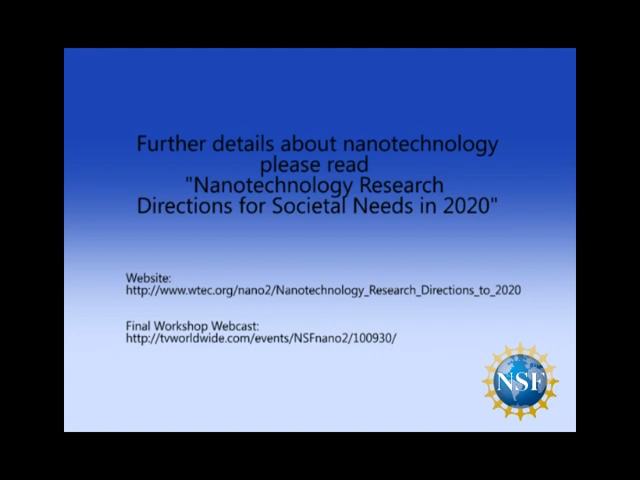 Further details about nanotechnology
please read
"Nanotechnology Research
Directions for Societal Needs in 2020"
Website:
http://www.wtec.org/nano2/Nanotechnology_Research_Directions_to_2020
Final Workshop Webcast:
http://tvworldwide.com/events/NSFnano2/100930/
NSF